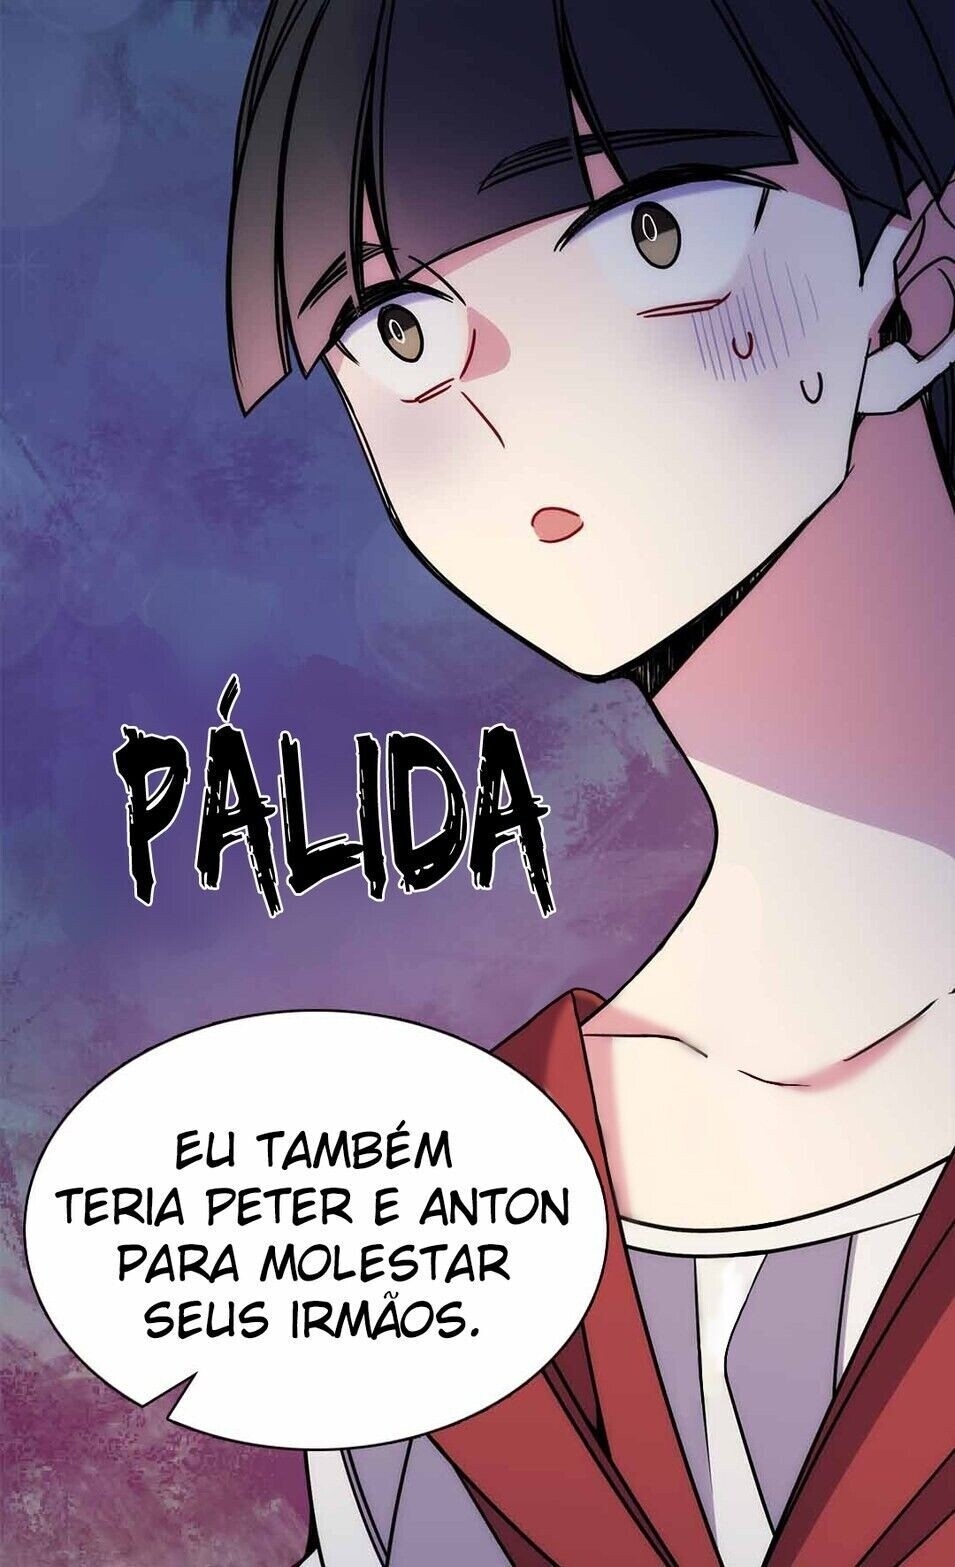 PÁLIDA
EU TAMBÉM
TERIA PETER E ANTON
PARA MOLESTAR
SEUS IRMÃOS.